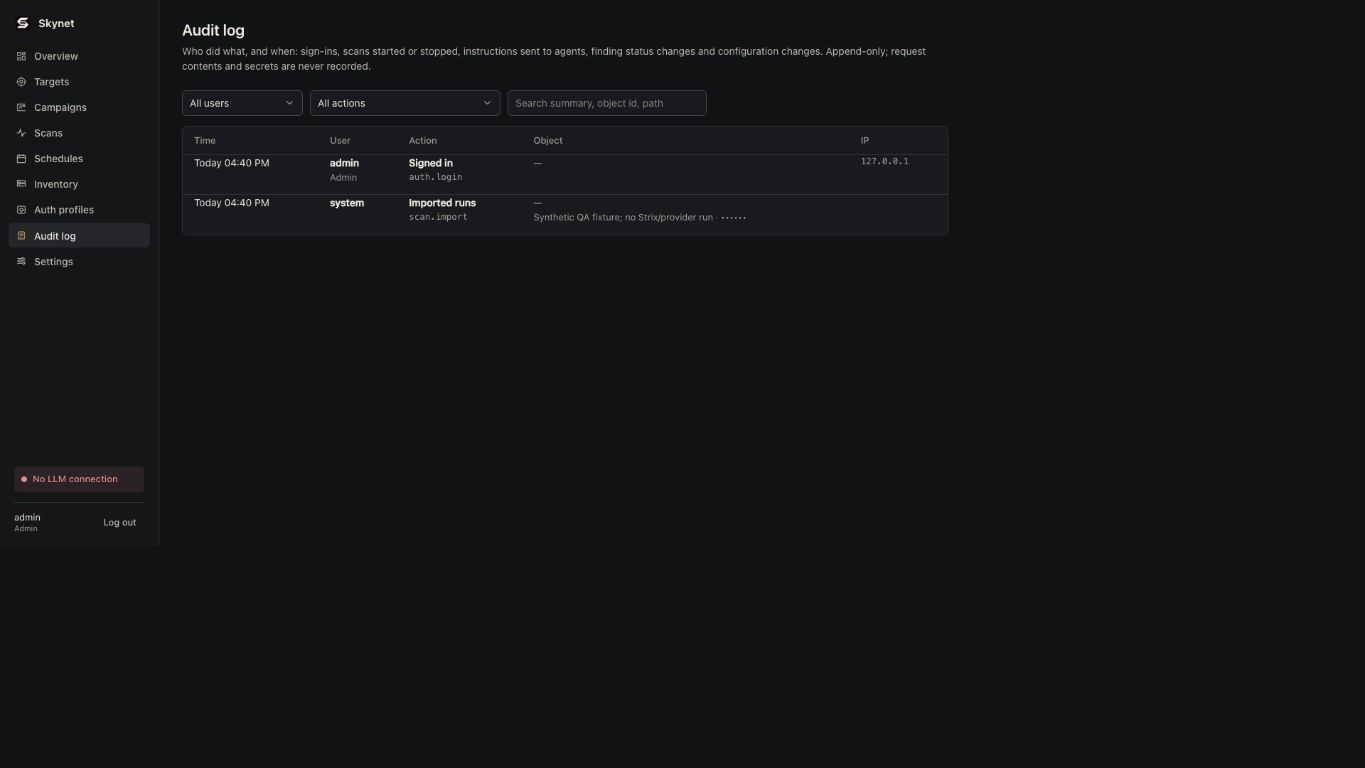 Skynet
Overview
Targets
Campaigns
Scans
Schedules
Inventory
Auth profiles
Audit log
Settings
No LLM connection
admin
Admin
Log out
Audit log
Who did what, and when: sign-ins, scans started or stopped, instructions sent to agents, finding status changes and configuration changes. Append-only; request
contents and secrets are never recorded.
All users
All actions
Search summary, object id, path
Time User Action Object IP
Today 04:40 PM admin Signed in — 127.0.0.1
Admin auth.login
Today 04:40 PM system Imported runs —
scan.import Synthetic QA fixture; no Strix/provider run · ••••••